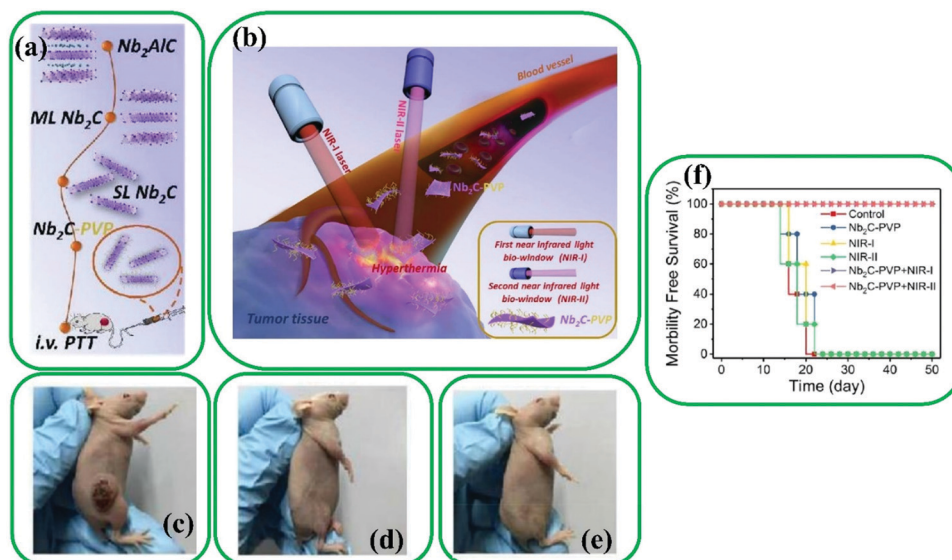 (a)
Nb₂AlC
ML Nb₂C
SL Nb₂C
Nb₂C-PVP
i.v. PTT
(b)
Blood vessel
NIR-I laser
NIR-II laser
Nb₂C-PVP
Hyperthermia
Tumor tissue
First near infrared light
bio-window (NIR-I)
Second near infrared light
bio-window (NIR-II)
Nb₂C-PVP
(c)
(d)
(e)
(f)
Morbility Free Survival (%)
100
80
60
40
20
0
Control
Nb₂C-PVP
NIR-I
NIR-II
Nb₂C-PVP+NIR-I
Nb₂C-PVP+NIR-II
0 10 20 30 40 50
Time (day)